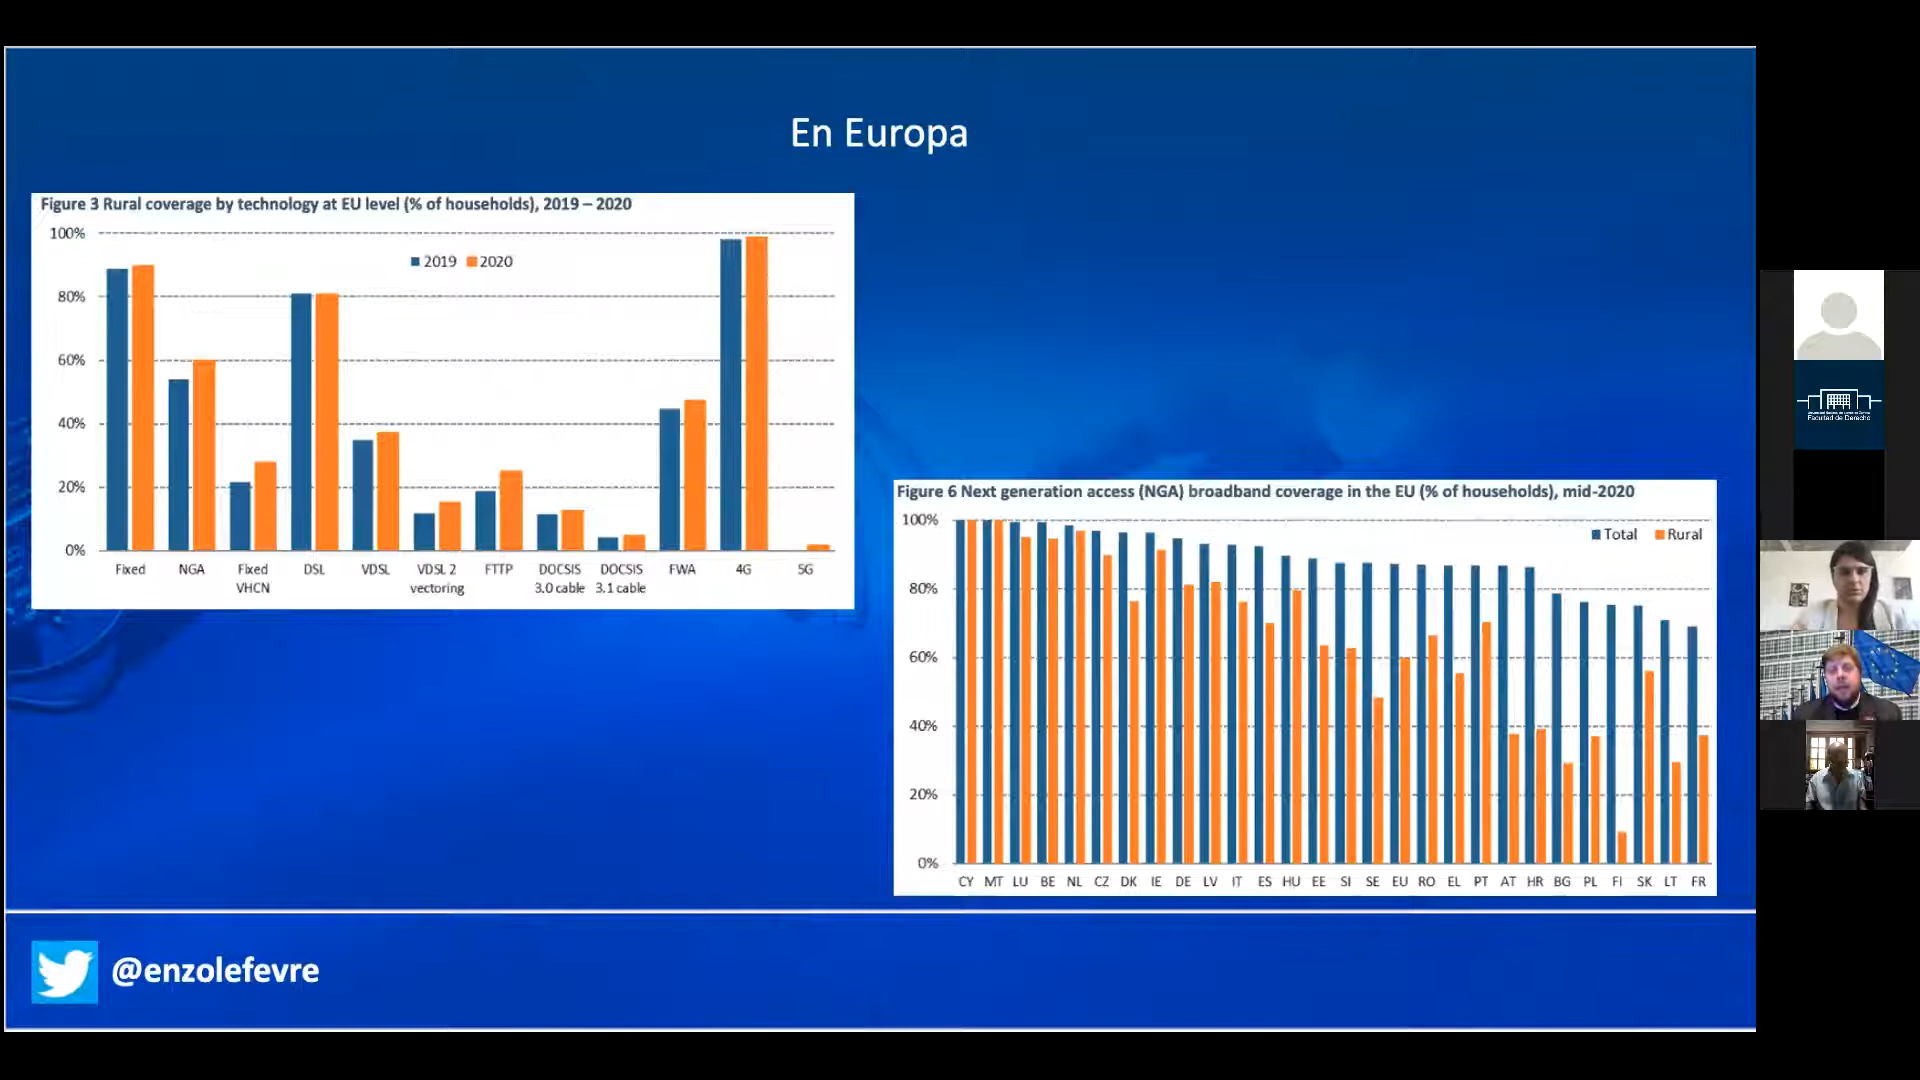 En Europa
Figure 3 Rural coverage by technology at EU level (% of households), 2019 – 2020
100%
80%
60%
40%
20%
0%
2019 2020
Fixed NGA Fixed VHCN DSL VDSL VDSL 2 vectoring FTTP DOCSIS 3.0 cable DOCSIS 3.1 cable FWA 4G 5G
Figure 6 Next generation access (NGA) broadband coverage in the EU (% of households), mid-2020
100%
80%
60%
40%
20%
0%
Total Rural
CY MT LU BE NL CZ DK IE DE LV IT ES HU EE SI SE EU RO EL PT AT HR BG PL FI SK LT FR
@enzolefevre
Facultad de Derecho